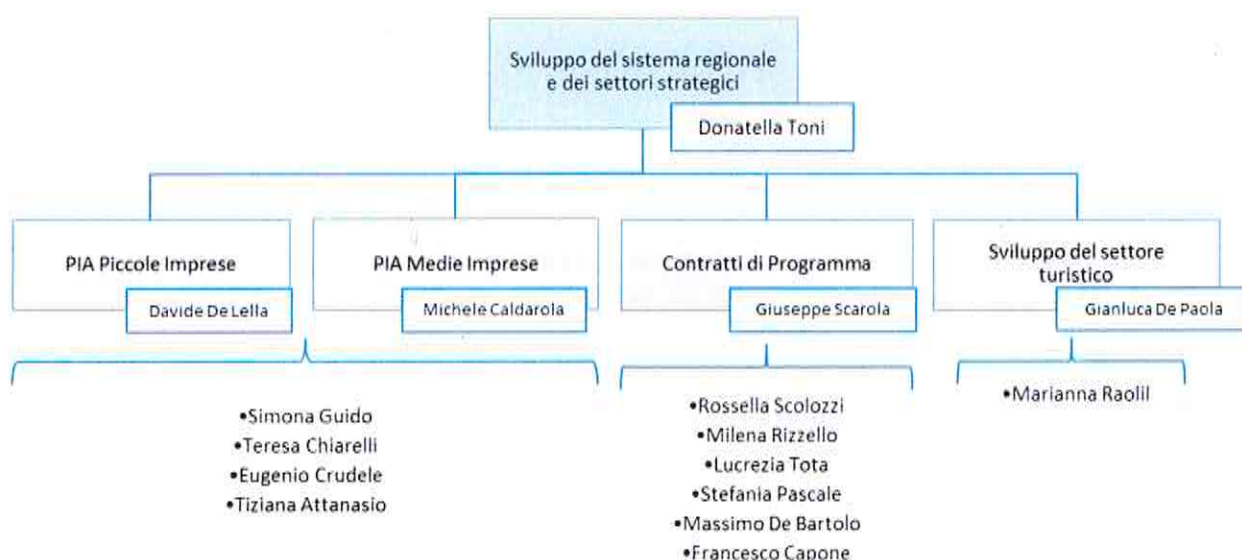 Sviluppo del sistema regionale
e dei settori strategici
Donatella Toni
PIA Piccole Imprese
Davide De Lella
PIA Medie Imprese
Michele Caldarola
Contratti di Programma
Giuseppe Scarola
Sviluppo del settore
turistico
Gianluca De Paola
•Simona Guido
•Teresa Chiarelli
•Eugenio Crudele
•Tiziana Attanasio
•Rossella Scolozzi
•Milena Rizzello
•Lucrezia Tota
•Stefania Pascale
•Massimo De Bartolo
•Francesco Capone
•Marianna Raolil